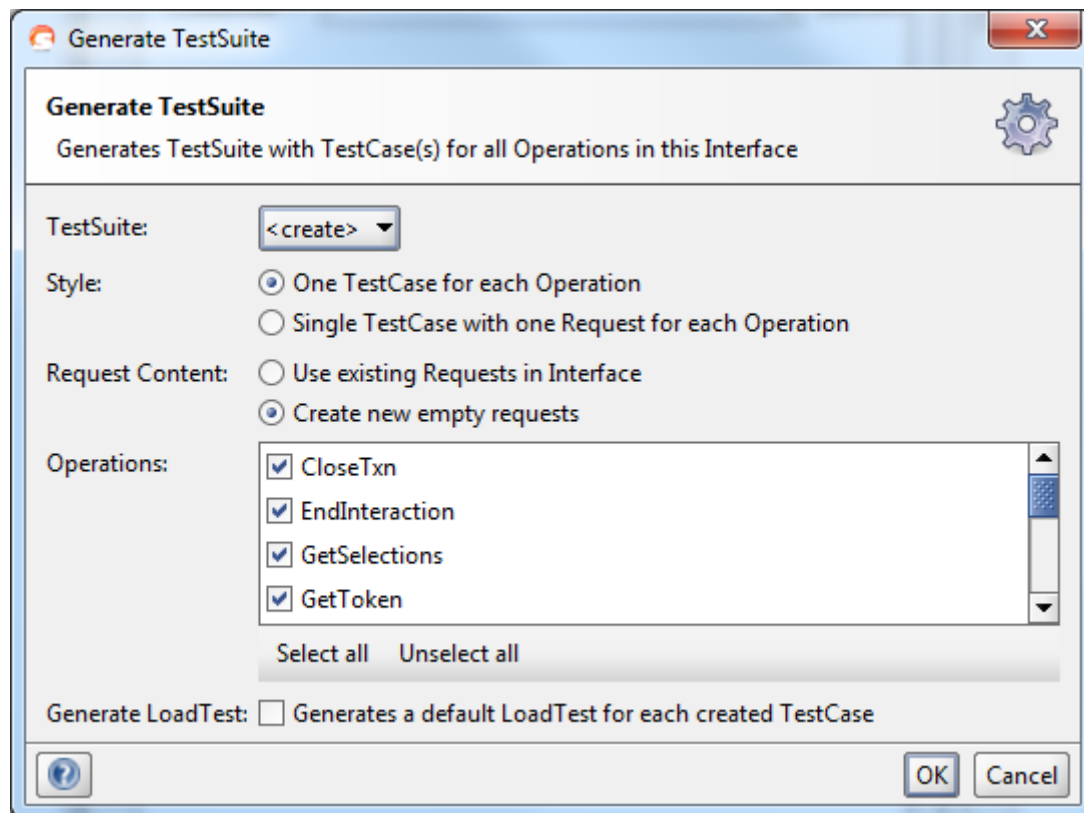 Generate TestSuite
Generate TestSuite
Generates TestSuite with TestCase(s) for all Operations in this Interface
TestSuite: <create>
Style: One TestCase for each Operation
Single TestCase with one Request for each Operation
Request Content: Use existing Requests in Interface
Create new empty requests
Operations: CloseTxn
EndInteraction
GetSelections
GetToken
Select all Unselect all
Generate LoadTest: Generates a default LoadTest for each created TestCase
? OK Cancel